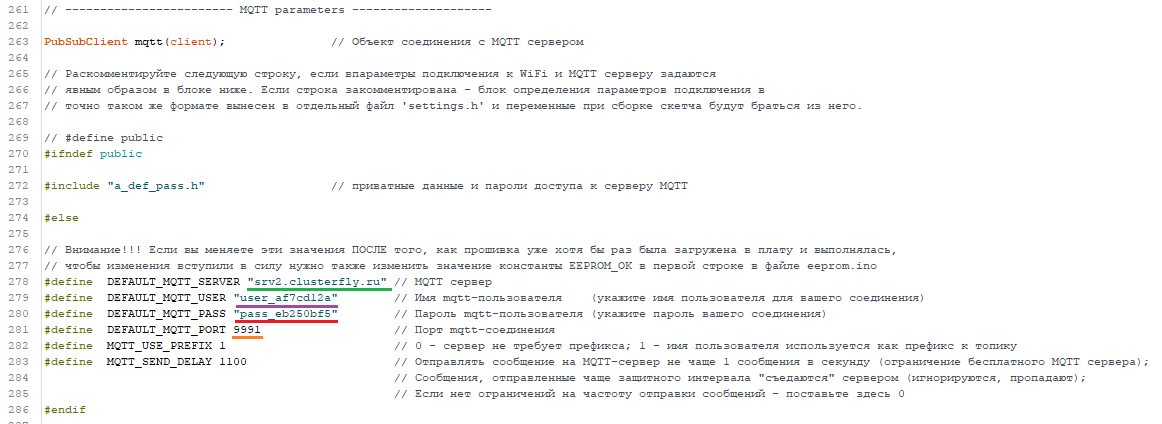 261 // ------------------------ MQTT parameters --------------------
262
263 PubSubClient mqtt(client); // Объект соединения с MQTT сервером
264
265 // Раскомментируйте следующую строку, если впараметры подключения к WiFi и MQTT серверу задаются
266 // явным образом в блоке ниже. Если строка закомментирована - блок определения параметров подключения в
267 // точно таком же формате вынесен в отдельный файл 'settings.h' и переменные при сборке скетча будут браться из него.
268
269 // #define public
270 #ifndef public
271
272 #include "a_def_pass.h" // приватные данные и пароли доступа к серверу MQTT
273
274 #else
275
276 // Внимание!!! Если вы меняете эти значения ПОСЛЕ того, как прошивка уже хотя бы раз была загружена в плату и выполнялась,
277 // чтобы изменения вступили в силу нужно также изменить значение константы EEPROM_OK в первой строке в файле eeprom.ino
278 #define DEFAULT_MQTT_SERVER "srv2.clusterfly.ru" // MQTT сервер
279 #define DEFAULT_MQTT_USER "user_af7cd12a" // Имя mqtt-пользователя (укажите имя пользователя для вашего соединения)
280 #define DEFAULT_MQTT_PASS "pass_eb250bf5" // Пароль mqtt-пользователя (укажите пароль вашего соединения)
281 #define DEFAULT_MQTT_PORT 9991 // Порт mqtt-соединения
282 #define MQTT_USE_PREFIX 1 // 0 - сервер не требует префикса; 1 - имя пользователя используется как префикс к топику
283 #define MQTT_SEND_DELAY 1100 // Отправлять сообщение на MQTT-сервер не чаще 1 сообщения в секунду (ограничение бесплатного MQTT сервера);
284 // Сообщения, отправленные чаще защитного интервала "съедаются" сервером (игнорируются, пропадают);
285 // Если нет ограничений на частоту отправки сообщений - поставьте здесь 0
286 #endif